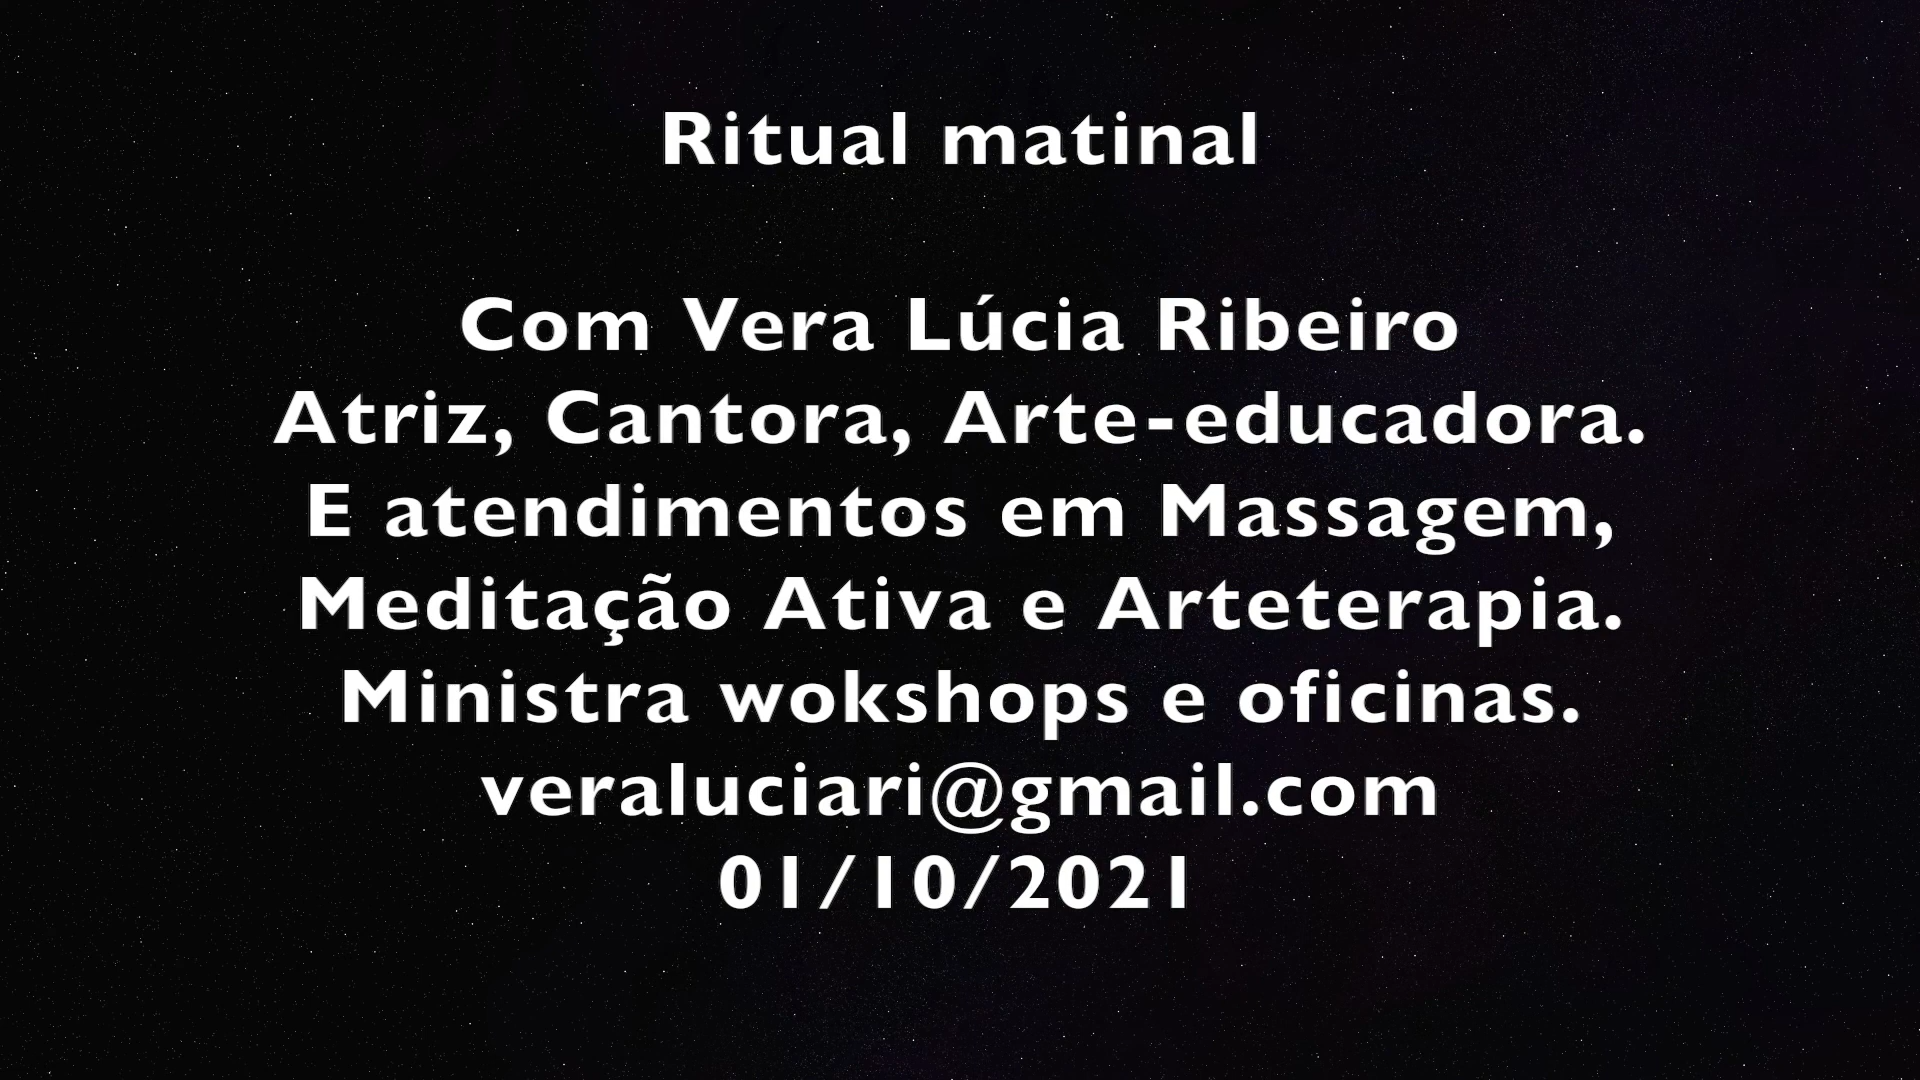 Ritual matinal
Com Vera Lúcia Ribeiro
Atriz, Cantora, Arte-educadora.
E atendimentos em Massagem,
Meditação Ativa e Arteterapia.
Ministra wokshops e oficinas.
veraluciari@gmail.com
01/10/2021